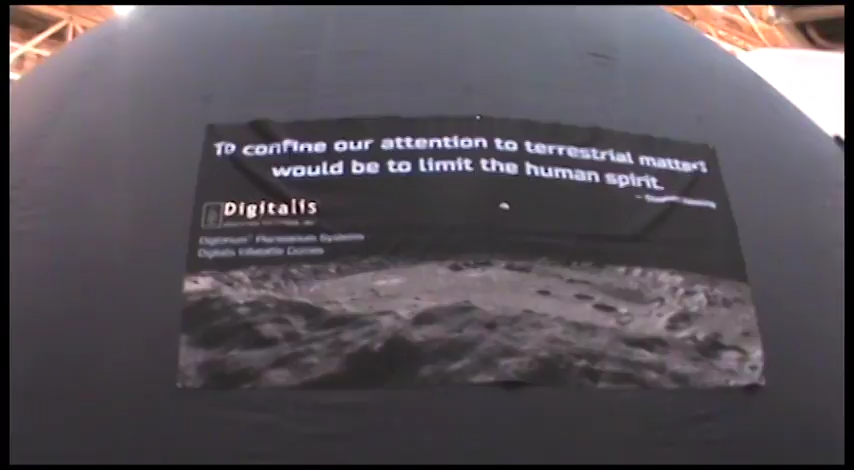 To confine our attention to terrestrial matters
would be to limit the human spirit.
Digitalis
Digitarium® Planetarium Systems
Digitalis Inflatable Domes